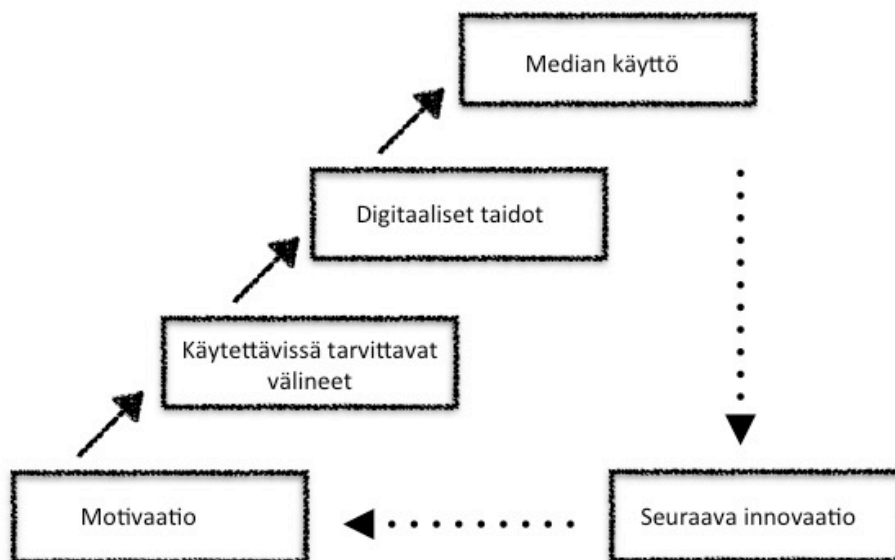 Median käyttö
Digitaaliset taidot
Käytettävissä tarvittavat
välineet
Motivaatio
Seuraava innovaatio